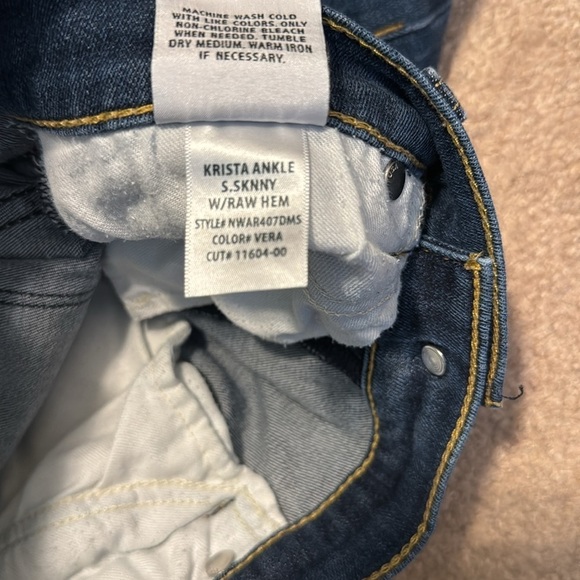 MACHINE WASH COLD
WITH LIKE COLORS. ONLY
NON-CHLORINE BLEACH
WHEN NEEDED. TUMBLE
DRY MEDIUM. WARM IRON
IF NECESSARY.
KRISTA ANKLE
S.SKNNY
W/RAW HEM
STYLE# NWAR407DMS
COLOR# VERA
CUT# 11604-00